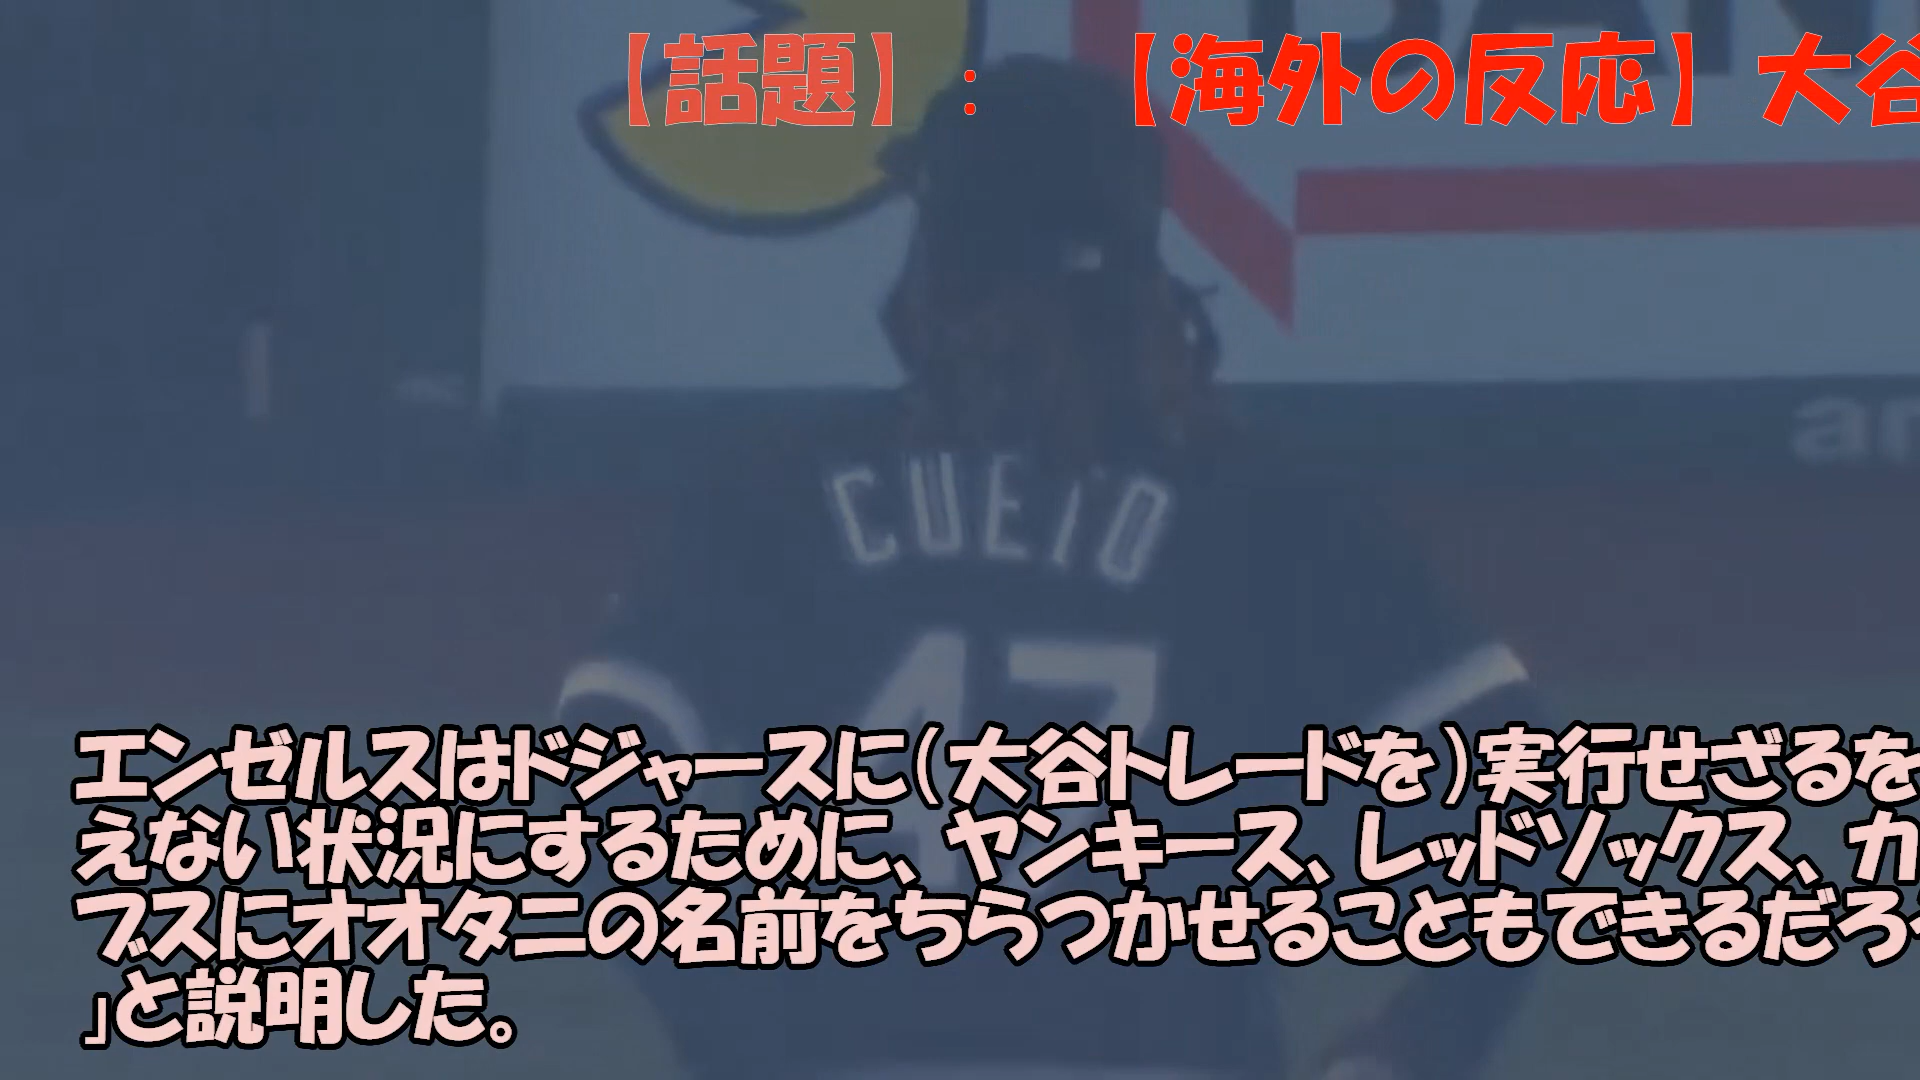 【話題】： 【海外の反応】大谷
CUETO
47
エンゼルスはドジャースに（大谷トレードを）実行せざるを
えない状況にするために、ヤンキース、レッドソックス、カ
ブスにオオタニの名前をちらつかせることもできるだろう
」と説明した。